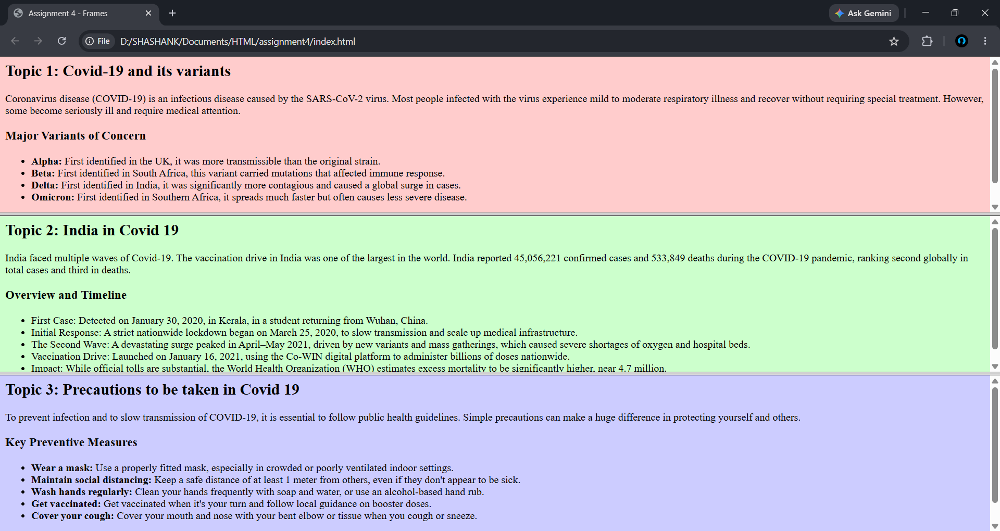 Assignment 4 - Frames
Ask Gemini
File
D:/SHASHANK/Documents/HTML/assignment4/index.html
Topic 1: Covid-19 and its variants
Coronavirus disease (COVID-19) is an infectious disease caused by the SARS-CoV-2 virus. Most people infected with the virus experience mild to moderate respiratory illness and recover without requiring special treatment. However,
some become seriously ill and require medical attention.
Major Variants of Concern
• Alpha: First identified in the UK, it was more transmissible than the original strain.
• Beta: First identified in South Africa, this variant carried mutations that affected immune response.
• Delta: First identified in India, it was significantly more contagious and caused a global surge in cases.
• Omicron: First identified in Southern Africa, it spreads much faster but often causes less severe disease.
Topic 2: India in Covid 19
India faced multiple waves of Covid-19. The vaccination drive in India was one of the largest in the world. India reported 45,056,221 confirmed cases and 533,849 deaths during the COVID-19 pandemic, ranking second globally in
total cases and third in deaths.
Overview and Timeline
• First Case: Detected on January 30, 2020, in Kerala, in a student returning from Wuhan, China.
• Initial Response: A strict nationwide lockdown began on March 25, 2020, to slow transmission and scale up medical infrastructure.
• The Second Wave: A devastating surge peaked in April–May 2021, driven by new variants and mass gatherings, which caused severe shortages of oxygen and hospital beds.
• Vaccination Drive: Launched on January 16, 2021, using the Co-WIN digital platform to administer billions of doses nationwide.
• Impact: While official tolls are substantial, the World Health Organization (WHO) estimates excess mortality to be significantly higher, near 4.7 million.
Topic 3: Precautions to be taken in Covid 19
To prevent infection and to slow transmission of COVID-19, it is essential to follow public health guidelines. Simple precautions can make a huge difference in protecting yourself and others.
Key Preventive Measures
• Wear a mask: Use a properly fitted mask, especially in crowded or poorly ventilated indoor settings.
• Maintain social distancing: Keep a safe distance of at least 1 meter from others, even if they don't appear to be sick.
• Wash hands regularly: Clean your hands frequently with soap and water, or use an alcohol-based hand rub.
• Get vaccinated: Get vaccinated when it's your turn and follow local guidance on booster doses.
• Cover your cough: Cover your mouth and nose with your bent elbow or tissue when you cough or sneeze.